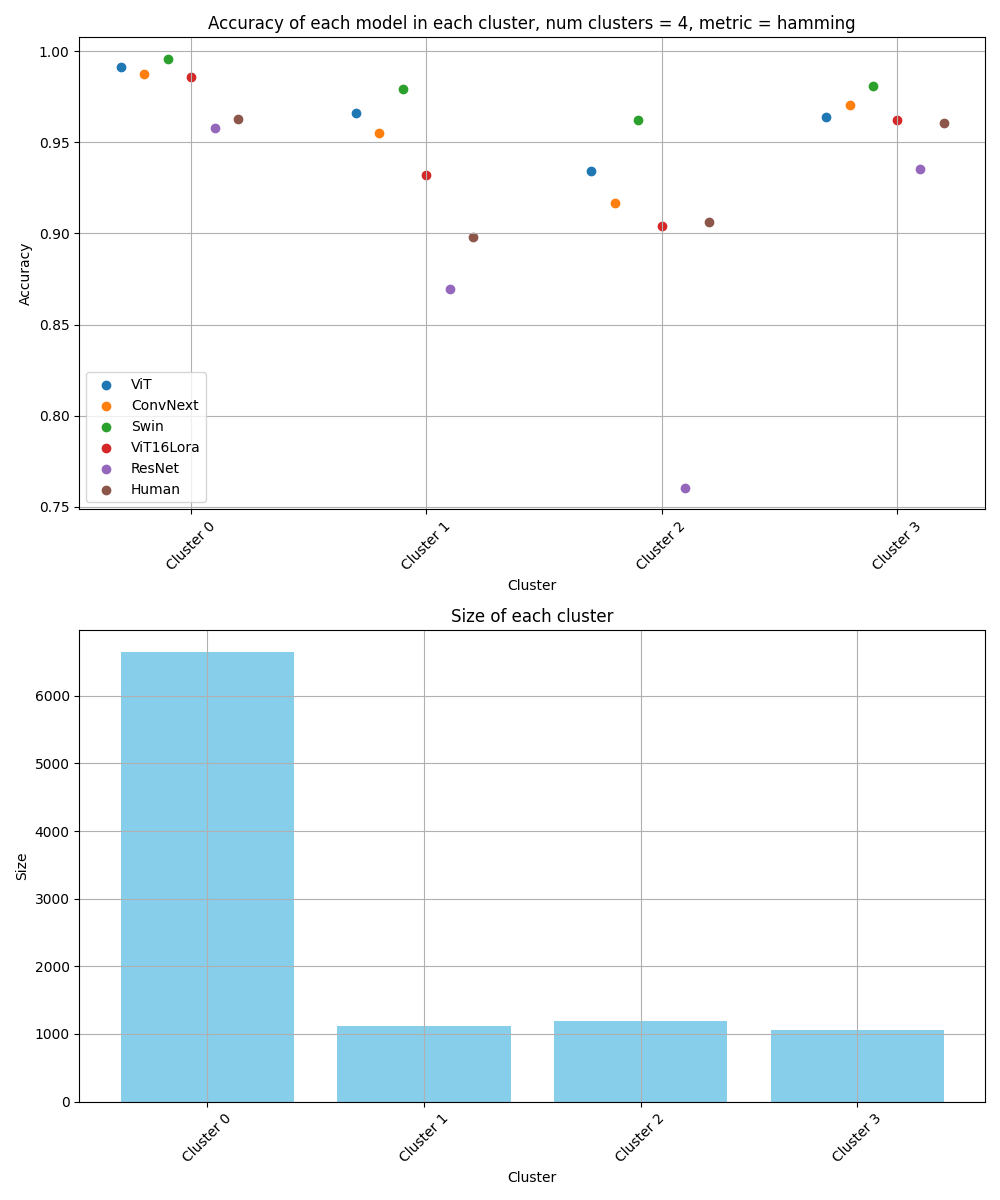 Accuracy of each model in each cluster, num clusters = 4, metric = hamming
1.00
0.95
0.90
0.85
0.80
0.75
Accuracy
ViT
ConvNext
Swin
ViT16Lora
ResNet
Human
Cluster 0
Cluster 1
Cluster 2
Cluster 3
Cluster
Size of each cluster
6000
5000
4000
3000
2000
1000
0
Size
Cluster 0
Cluster 1
Cluster 2
Cluster 3
Cluster